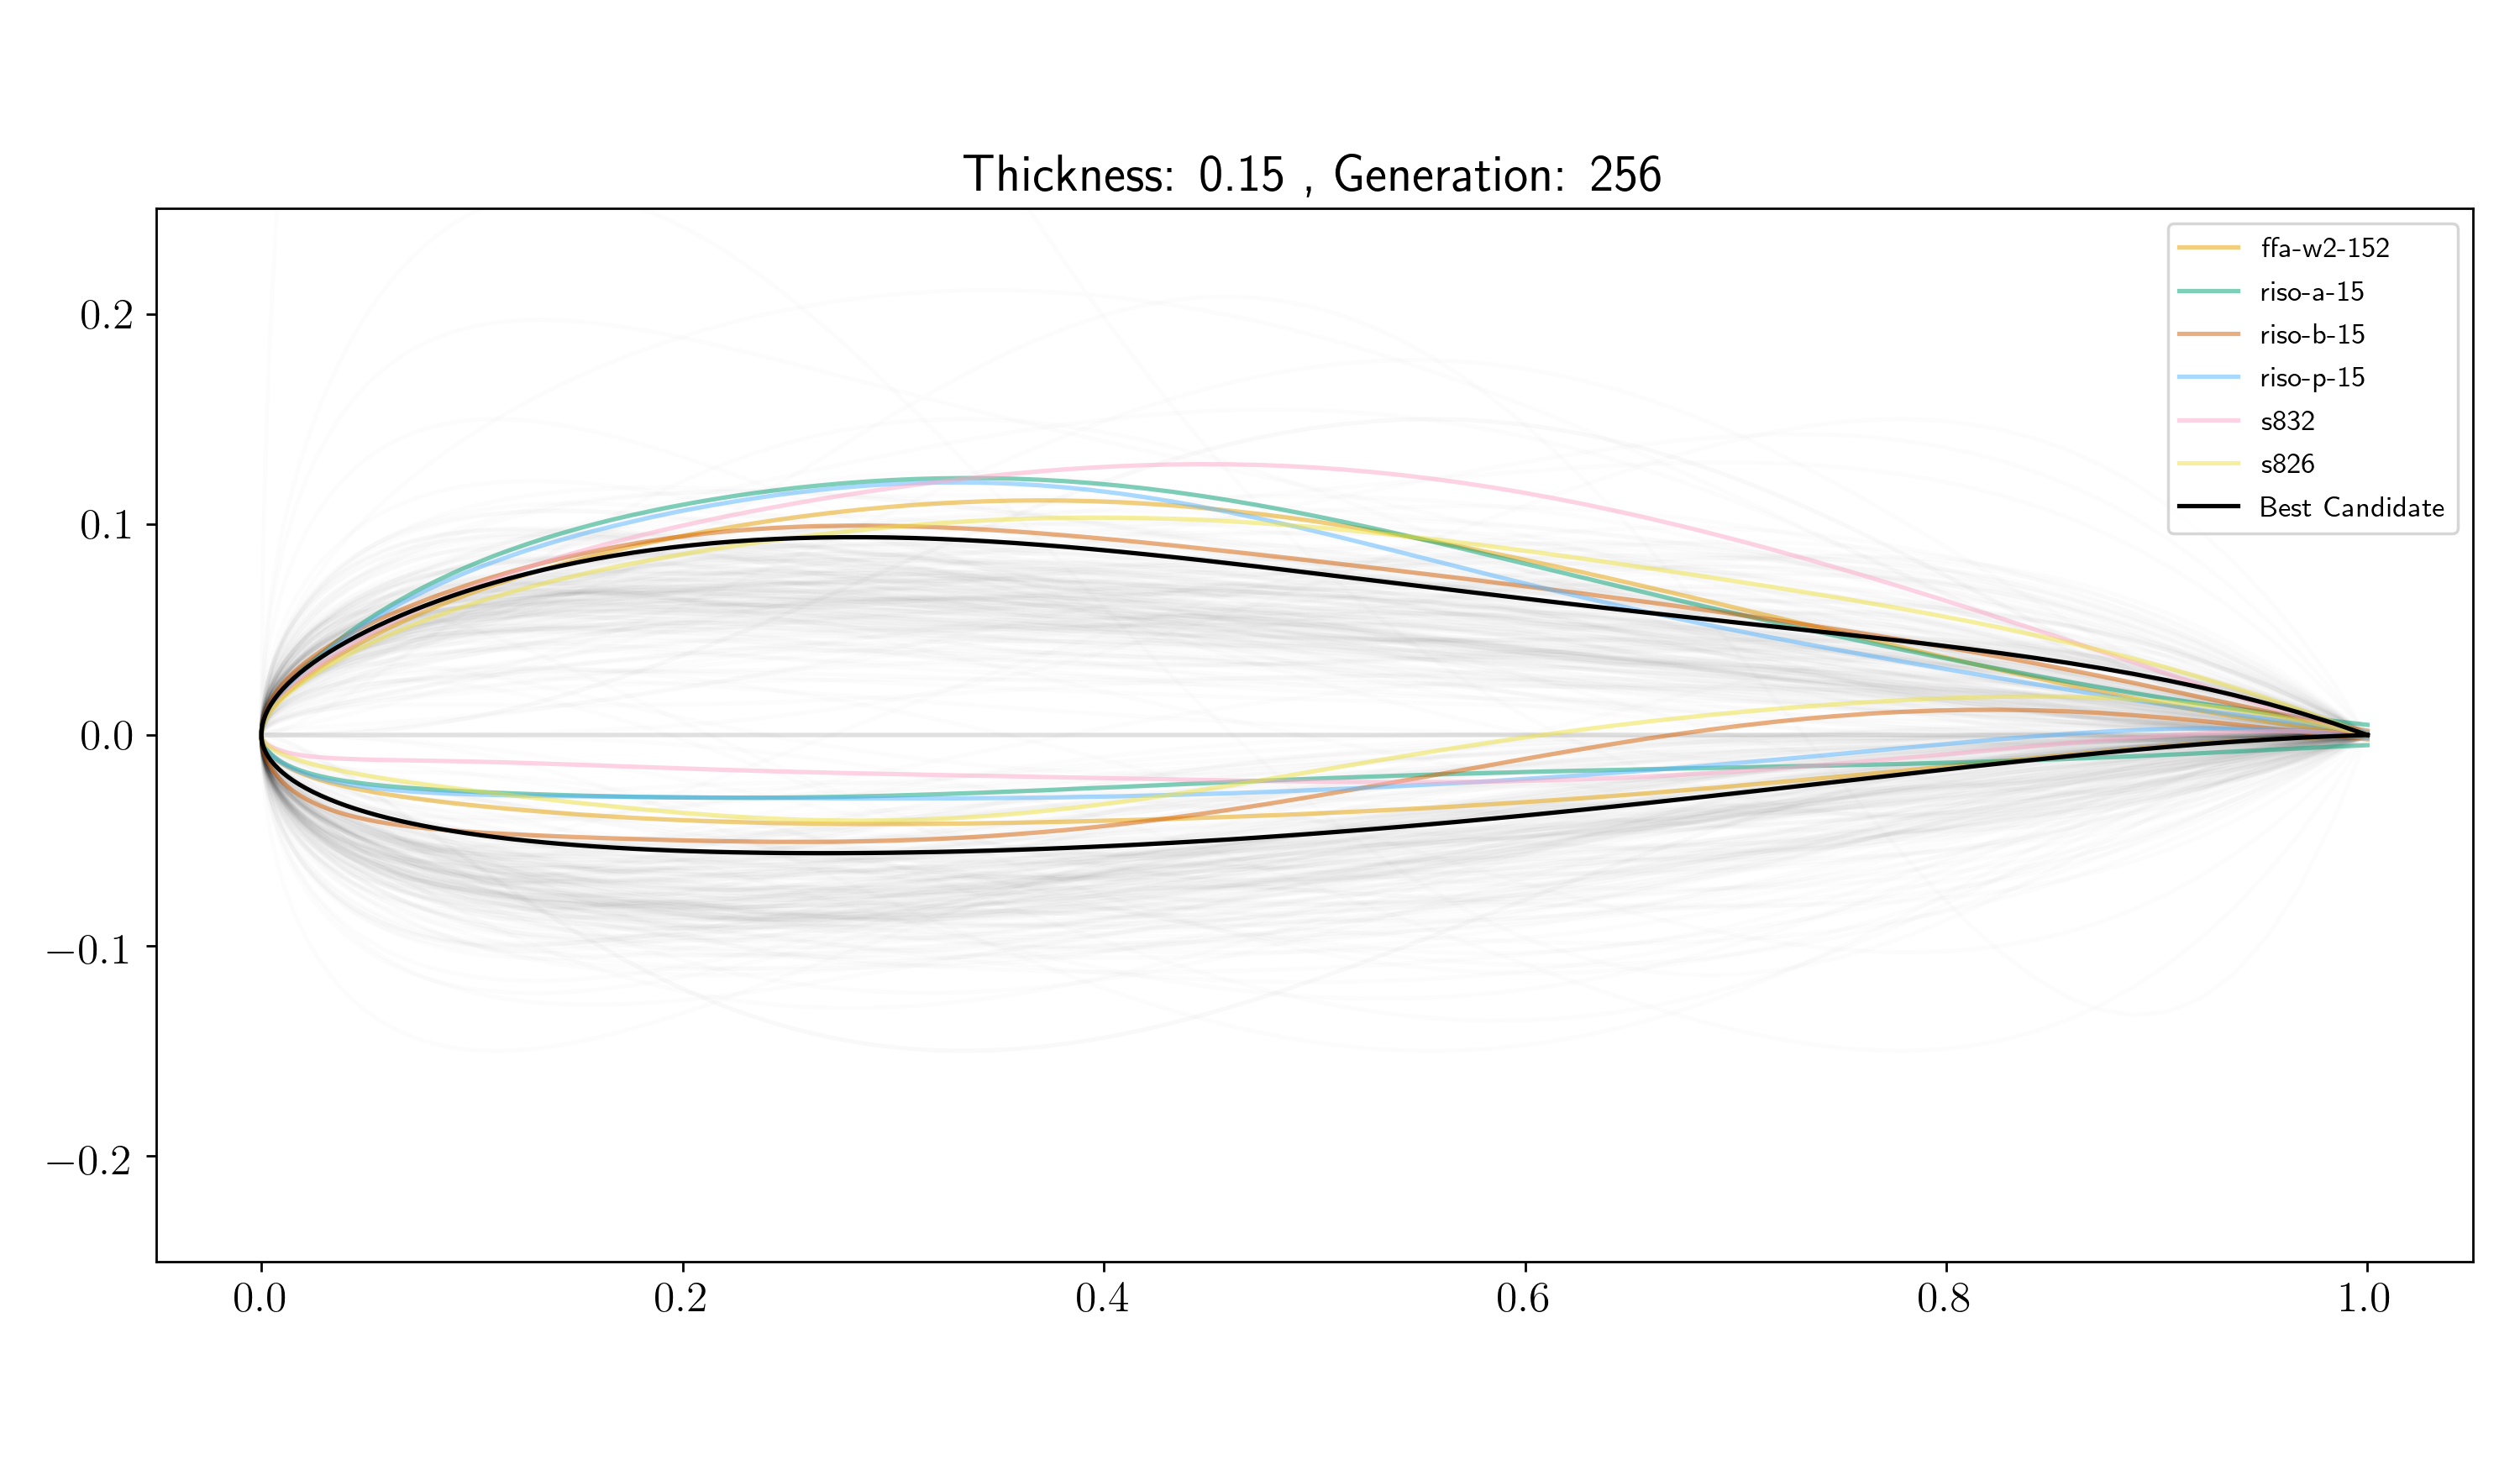 Thickness: 0.15 , Generation: 256
ffa-w2-152
riso-a-15
riso-b-15
riso-p-15
s832
s826
Best Candidate
0.2
0.1
0.0
−0.1
−0.2
0.0 0.2 0.4 0.6 0.8 1.0